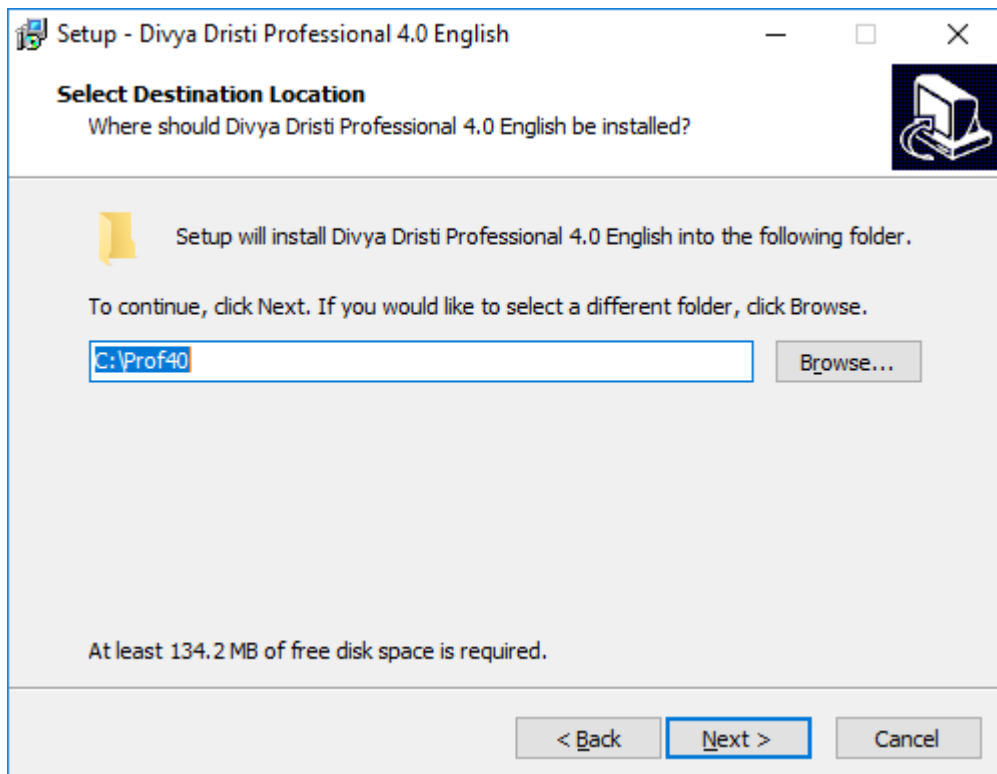 Setup - Divya Dristi Professional 4.0 English
Select Destination Location
Where should Divya Dristi Professional 4.0 English be installed?
Setup will install Divya Dristi Professional 4.0 English into the following folder.
To continue, click Next. If you would like to select a different folder, click Browse.
C:\Prof40
Browse...
At least 134.2 MB of free disk space is required.
< Back
Next >
Cancel